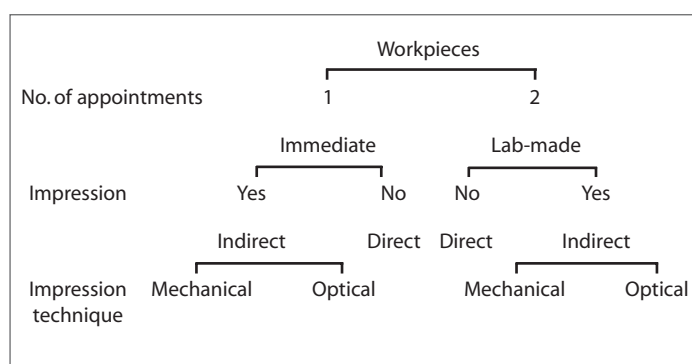 Workpieces
No. of appointments 1 2
Immediate Lab-made
Impression Yes No No Yes
Indirect Direct Direct Indirect
Impression Mechanical Optical Mechanical Optical
technique